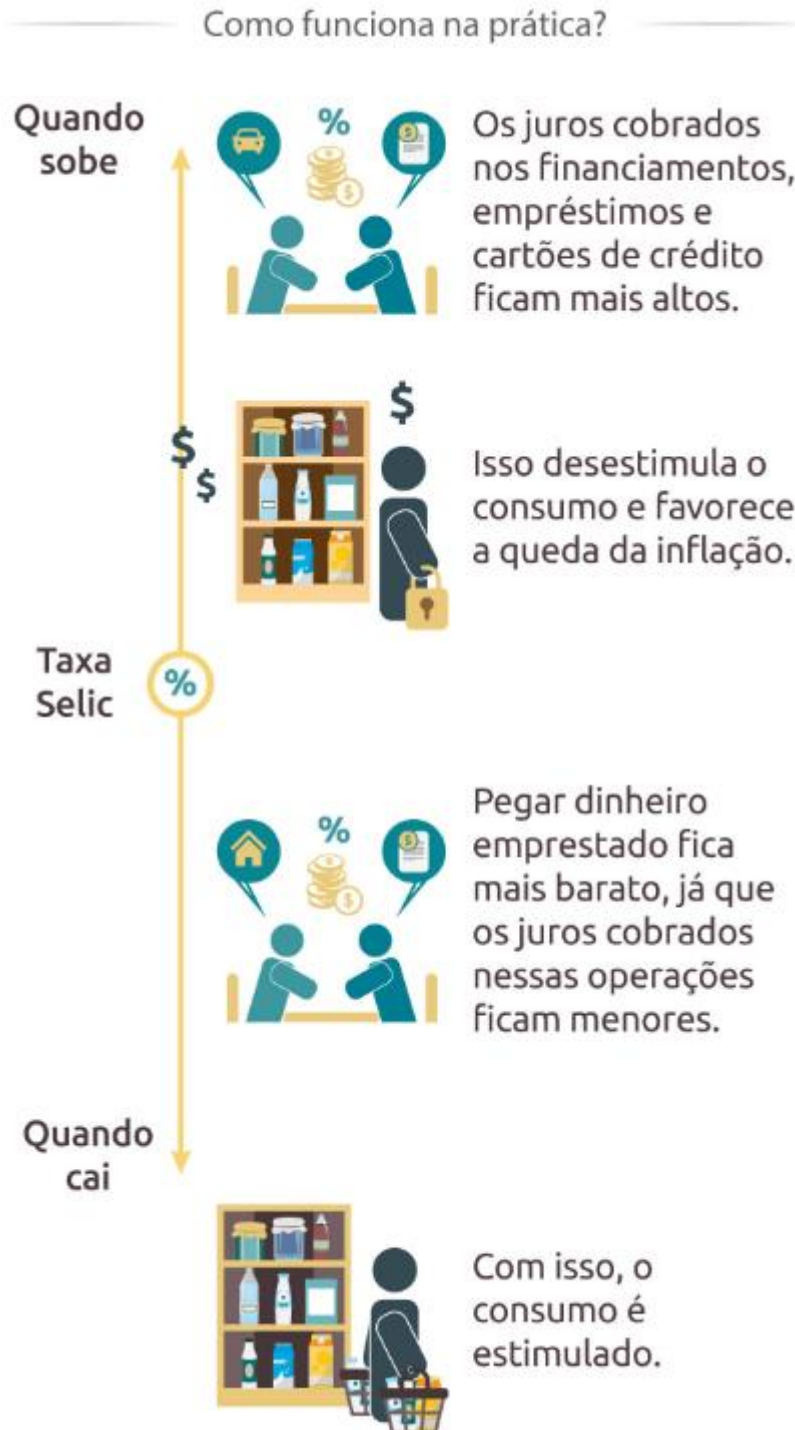 Como funciona na prática?
Quando
sobe
%
Os juros cobrados
nos financiamentos,
empréstimos e
cartões de crédito
ficam mais altos.
$
$
$
Isso desestimula o
consumo e favorece
a queda da inflação.
Taxa
Selic
%
%
Pegar dinheiro
emprestado fica
mais barato, já que
os juros cobrados
nessas operações
ficam menores.
Quando
cai
Com isso, o
consumo é
estimulado.